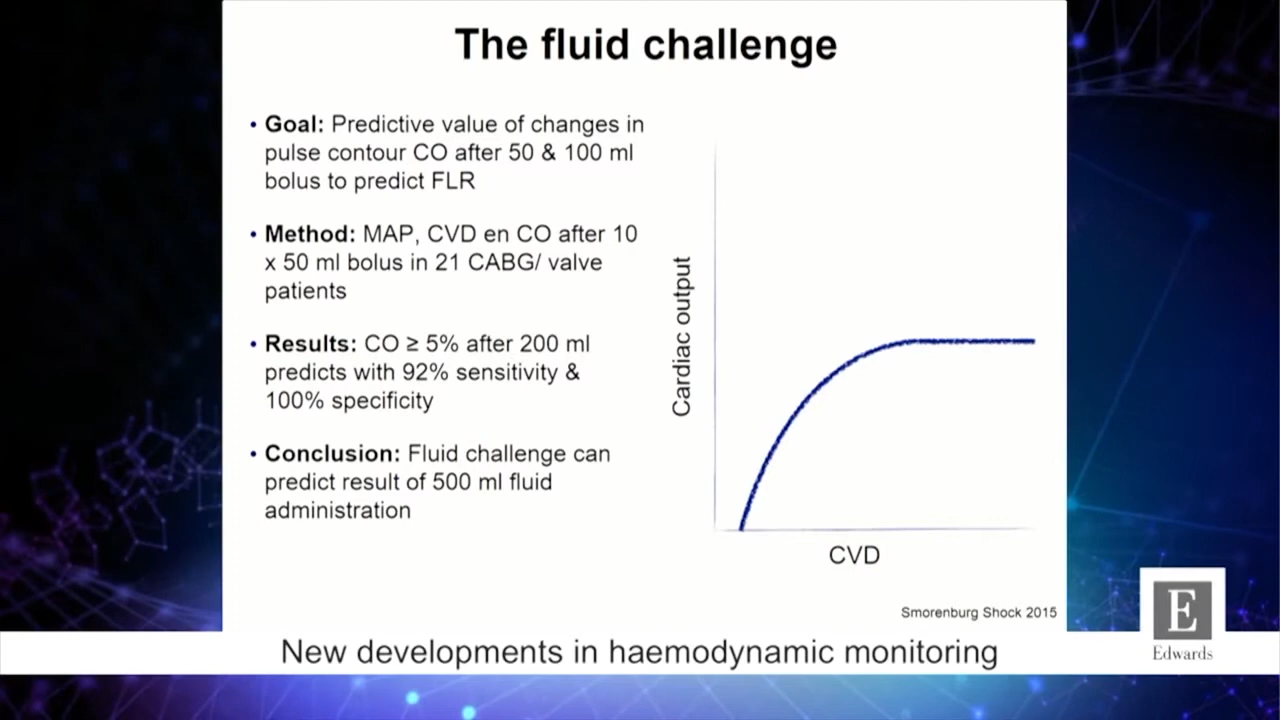 The fluid challenge
• Goal: Predictive value of changes in
pulse contour CO after 50 & 100 ml
bolus to predict FLR
• Method: MAP, CVD en CO after 10
x 50 ml bolus in 21 CABG/ valve
patients
• Results: CO ≥ 5% after 200 ml
predicts with 92% sensitivity &
100% specificity
• Conclusion: Fluid challenge can
predict result of 500 ml fluid
administration
Cardiac output
CVD
Smorenburg Shock 2015
New developments in haemodynamic monitoring
E
Edwards